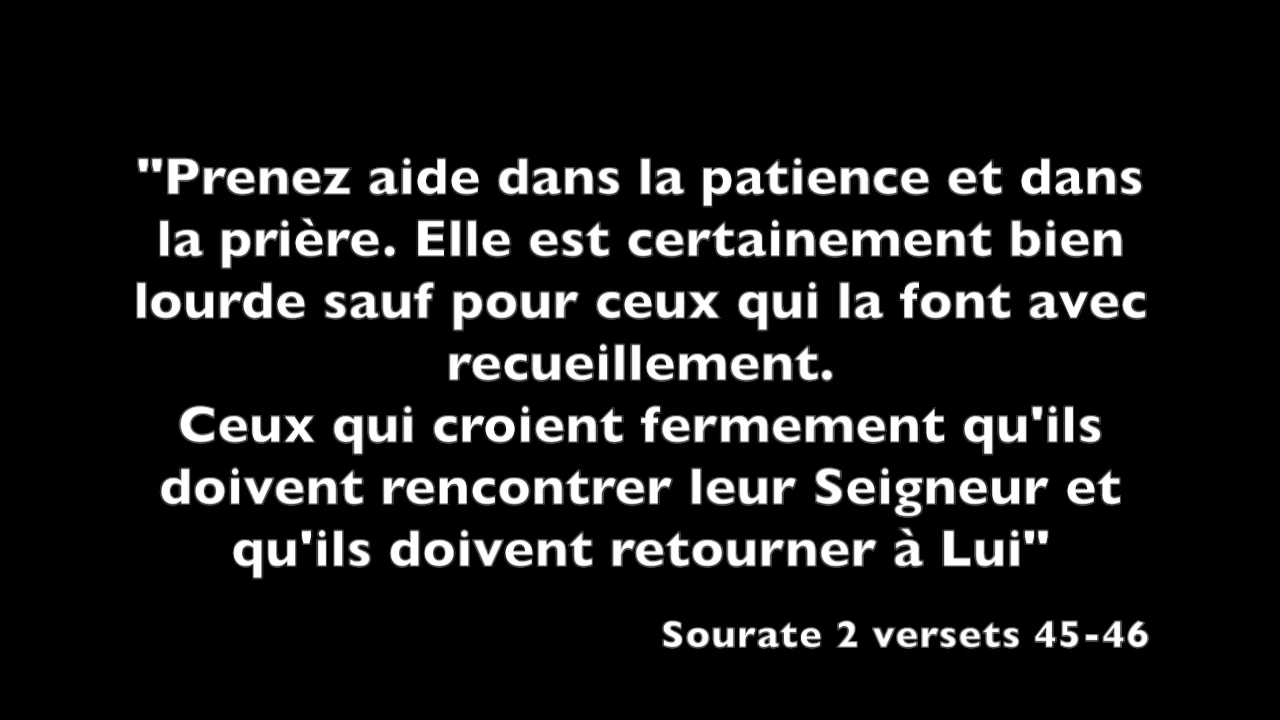 "Prenez aide dans la patience et dans
la prière. Elle est certainement bien
lourde sauf pour ceux qui la font avec
recueillement.
Ceux qui croient fermement qu'ils
doivent rencontrer leur Seigneur et
qu'ils doivent retourner à Lui"
Sourate 2 versets 45-46